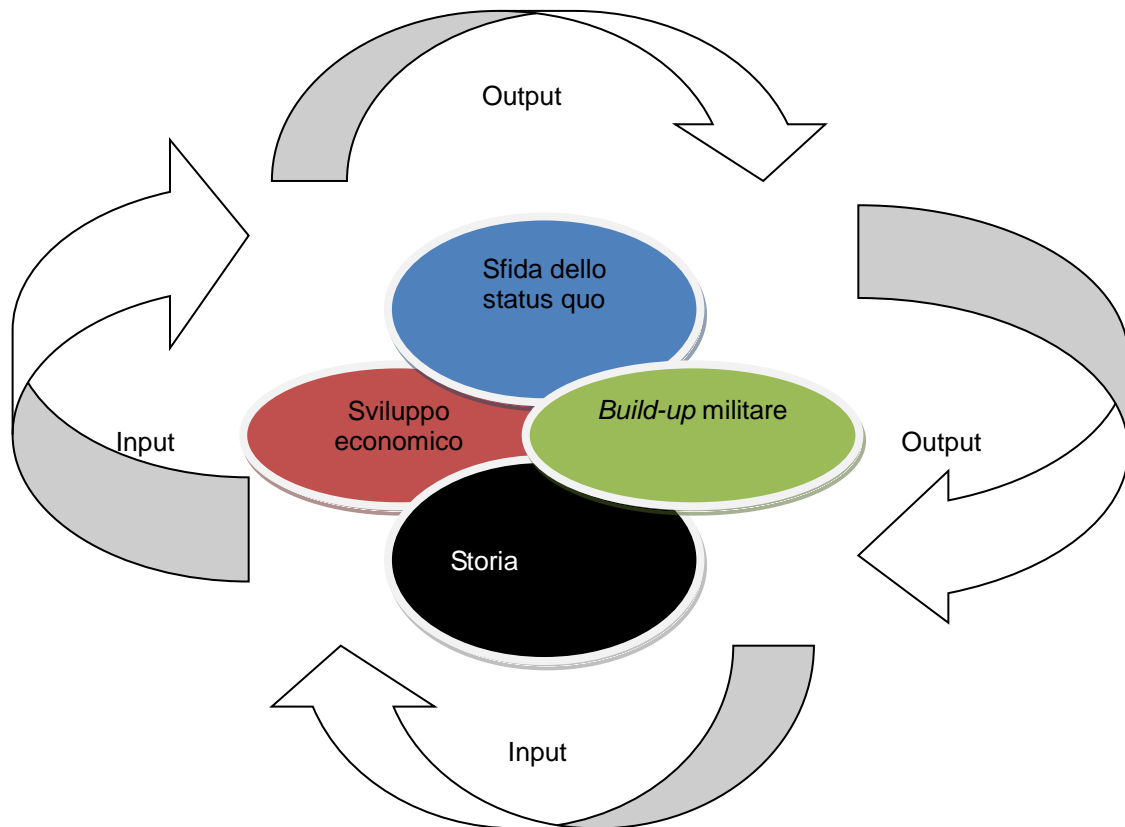 Output
Sfida dello
status quo
Sviluppo
economico
Build-up militare
Input
Output
Storia
Input